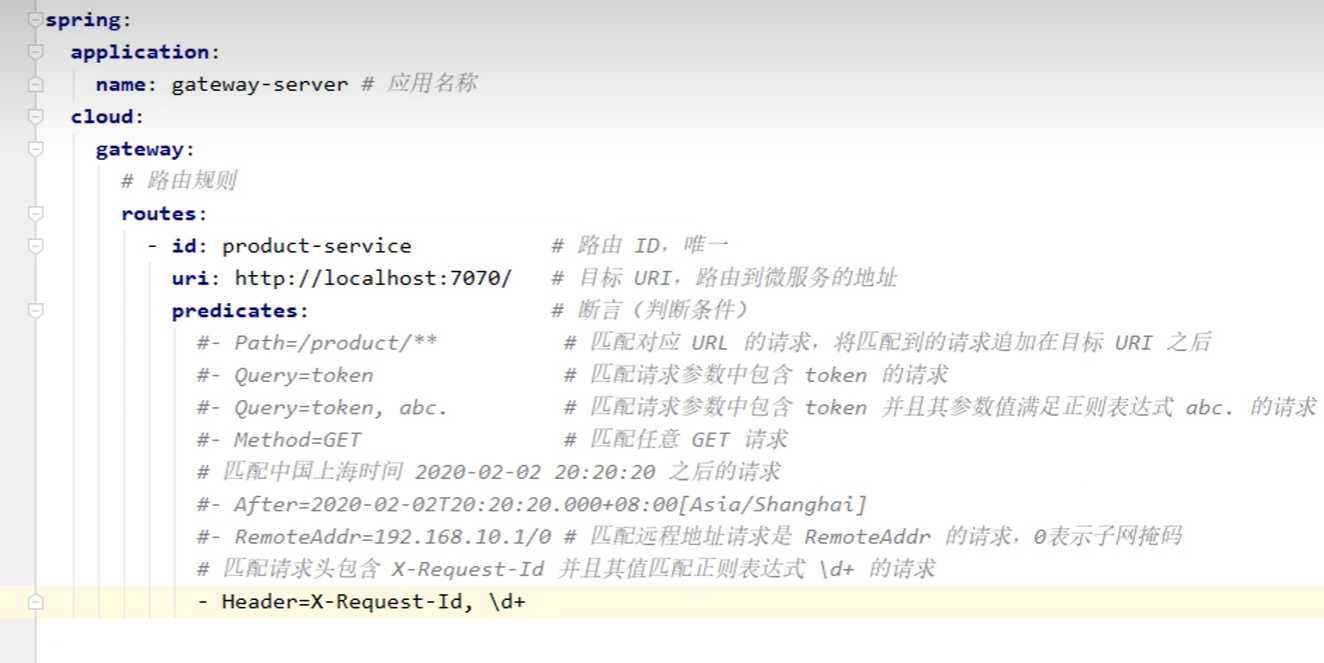 spring:
  application:
    name: gateway-server # 应用名称
  cloud:
    gateway:
      # 路由规则
      routes:
        - id: product-service           # 路由 ID，唯一
          uri: http://localhost:7070/   # 目标 URI，路由到微服务的地址
          predicates:                   # 断言（判断条件）
            #- Path=/product/**          # 匹配对应 URL 的请求，将匹配到的请求追加在目标 URI 之后
            #- Query=token               # 匹配请求参数中包含 token 的请求
            #- Query=token, abc.         # 匹配请求参数中包含 token 并且其参数值满足正则表达式 abc. 的请求
            #- Method=GET                # 匹配任意 GET 请求
            # 匹配中国上海时间 2020-02-02 20:20:20 之后的请求
            #- After=2020-02-02T20:20:20.000+08:00[Asia/Shanghai]
            #- RemoteAddr=192.168.10.1/0 # 匹配远程地址请求是 RemoteAddr 的请求，0表示子网掩码
            # 匹配请求头包含 X-Request-Id 并且其值匹配正则表达式 \d+ 的请求
            - Header=X-Request-Id, \d+